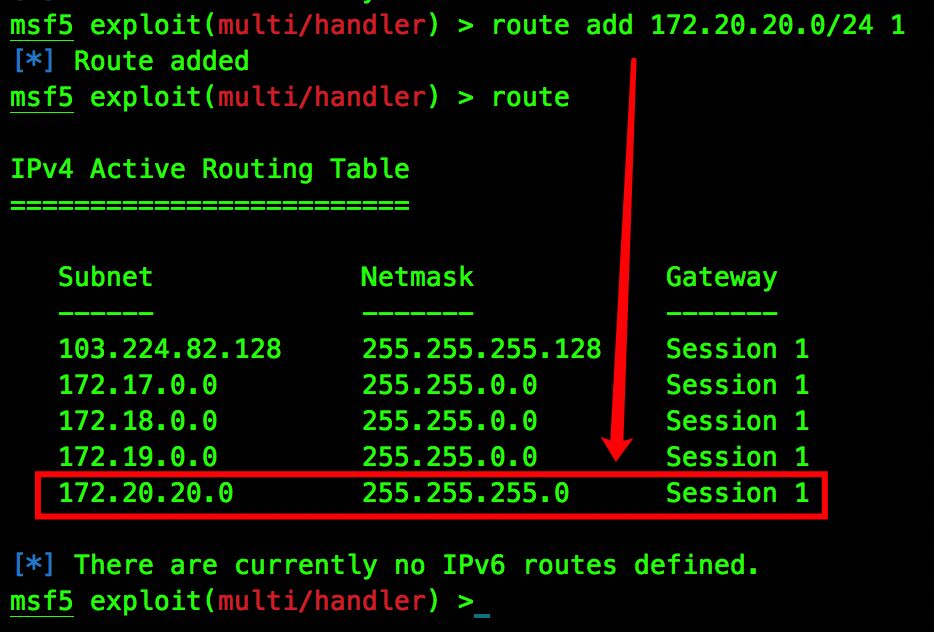 msf5 exploit(multi/handler) > route add 172.20.20.0/24 1
[*] Route added
msf5 exploit(multi/handler) > route
IPv4 Active Routing Table
=========================
Subnet Netmask Gateway
------ ------- -------
103.224.82.128 255.255.255.128 Session 1
172.17.0.0 255.255.0.0 Session 1
172.18.0.0 255.255.0.0 Session 1
172.19.0.0 255.255.0.0 Session 1
172.20.20.0 255.255.255.0 Session 1
[*] There are currently no IPv6 routes defined.
msf5 exploit(multi/handler) >_